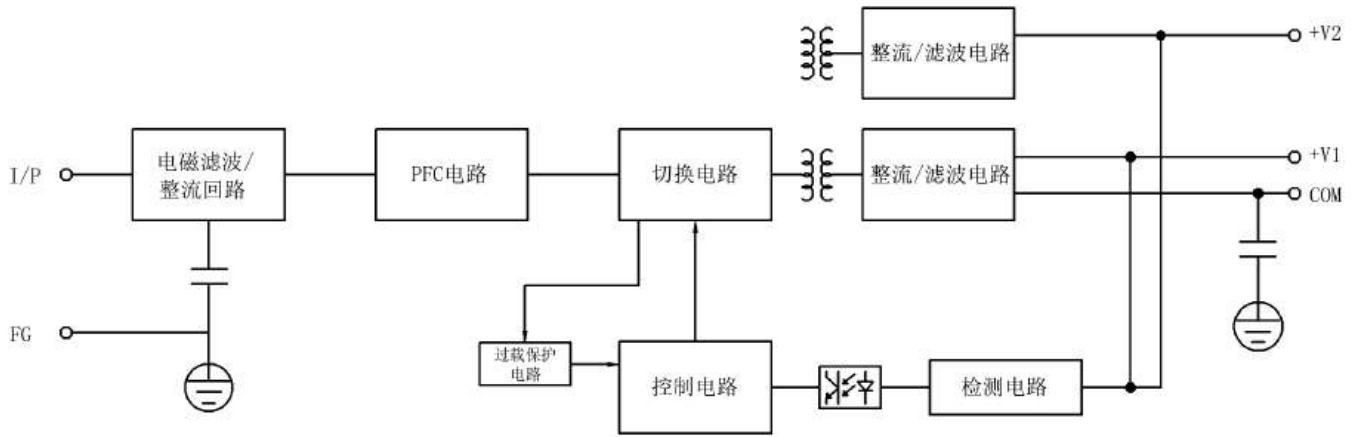 整流/滤波电路
+V2
I/P
电磁滤波/
整流回路
PFC电路
切换电路
整流/滤波电路
+V1
COM
FG
过载保护
电路
控制电路
检测电路